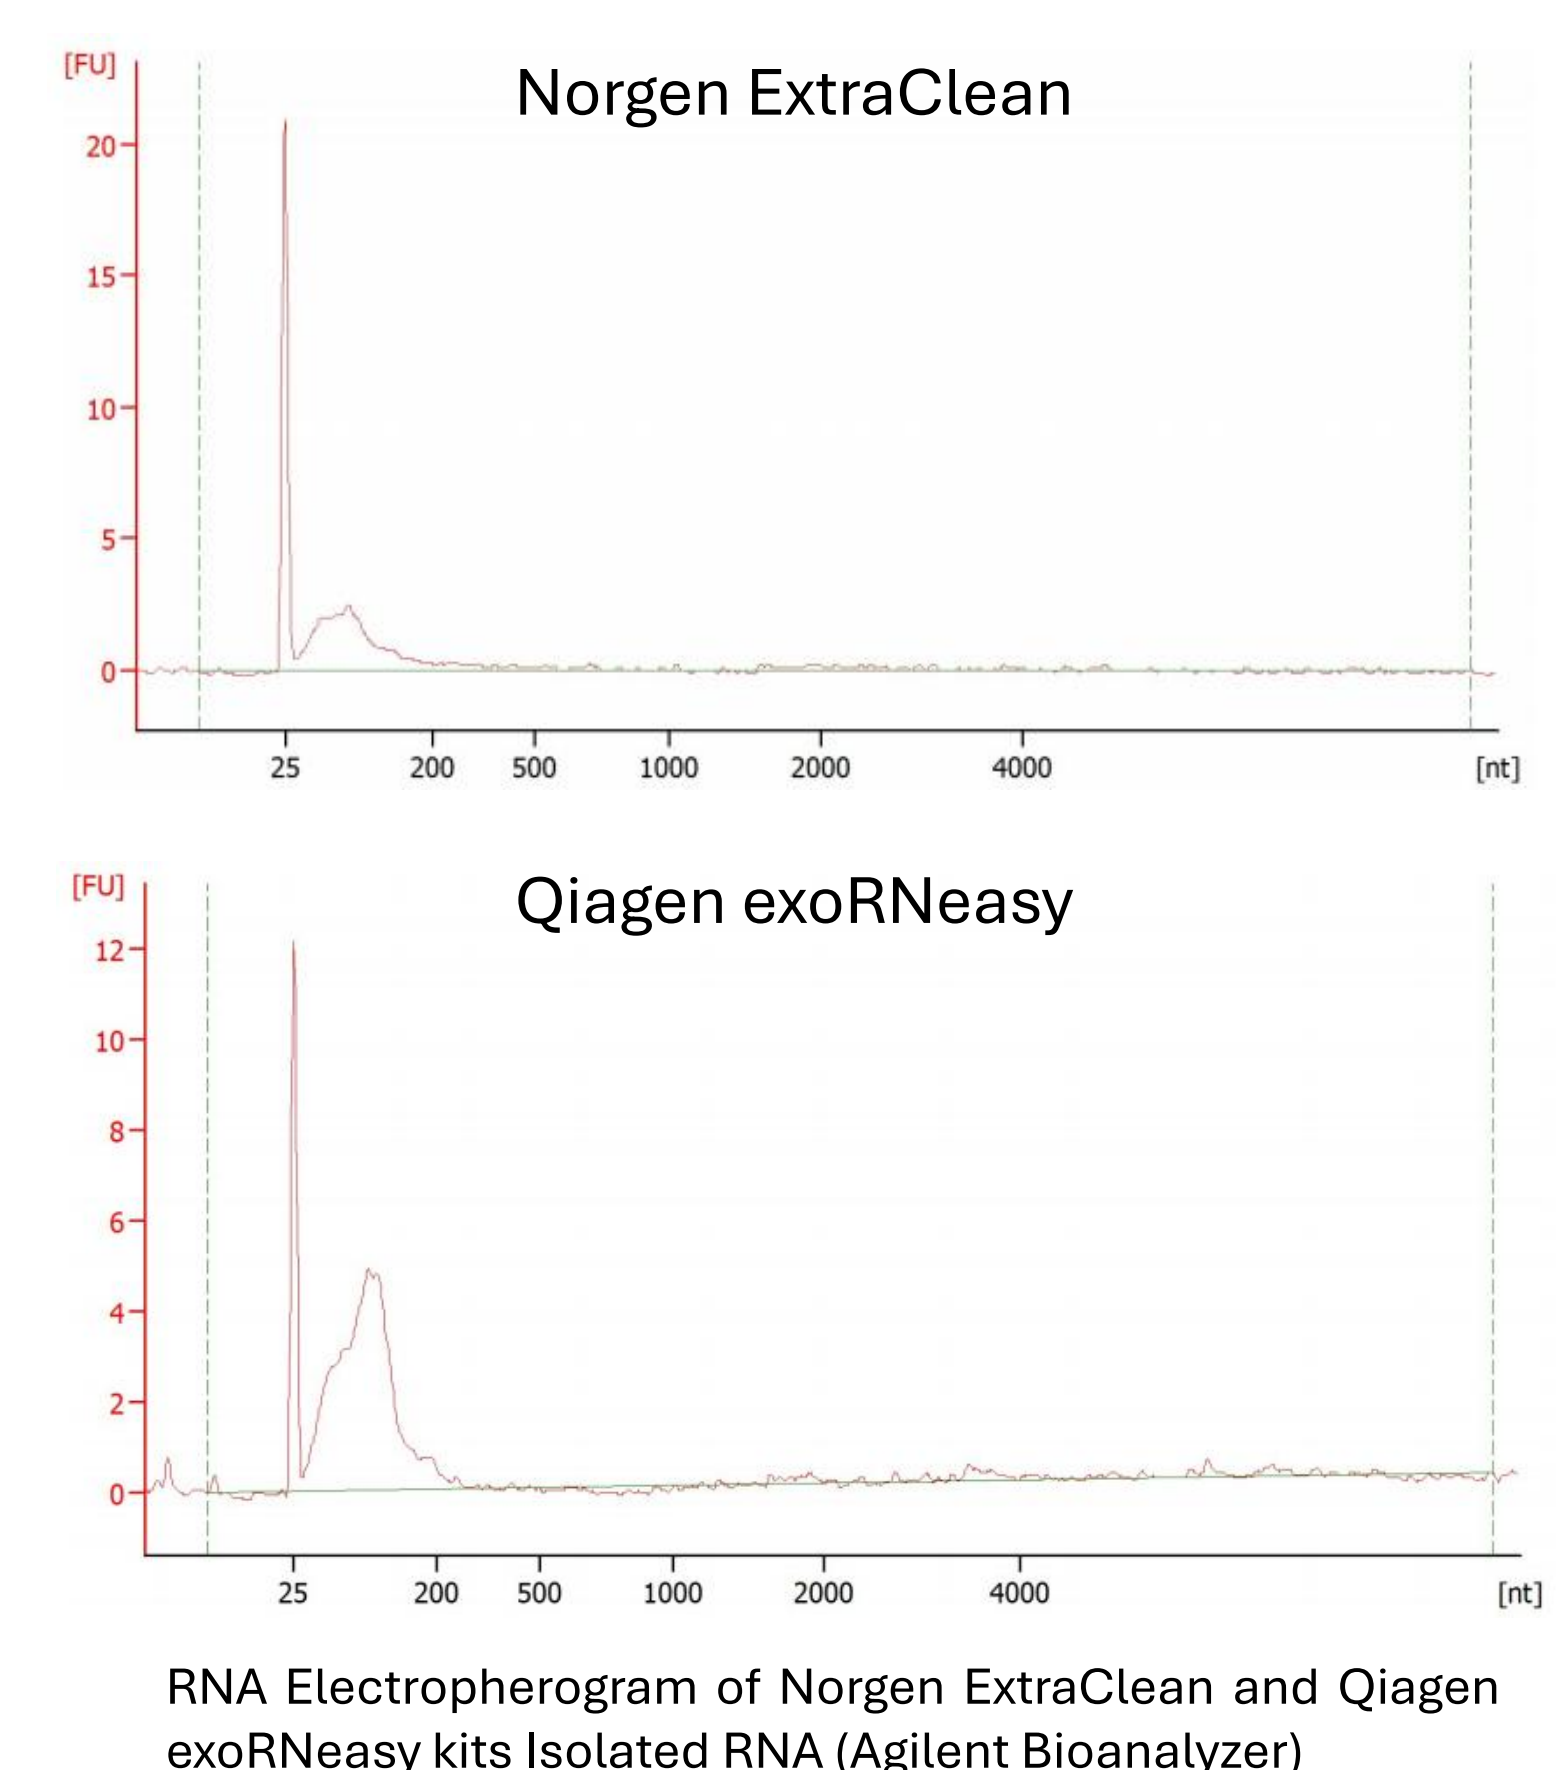 [FU]
Norgen ExtraClean
20
15
10
5
0
25 200 500 1000 2000 4000 [nt]
[FU]
Qiagen exoRNeasy
12
10
8
6
4
2
0
25 200 500 1000 2000 4000 [nt]
RNA Electropherogram of Norgen ExtraClean and Qiagen
exoRNeasy kits Isolated RNA (Agilent Bioanalyzer)